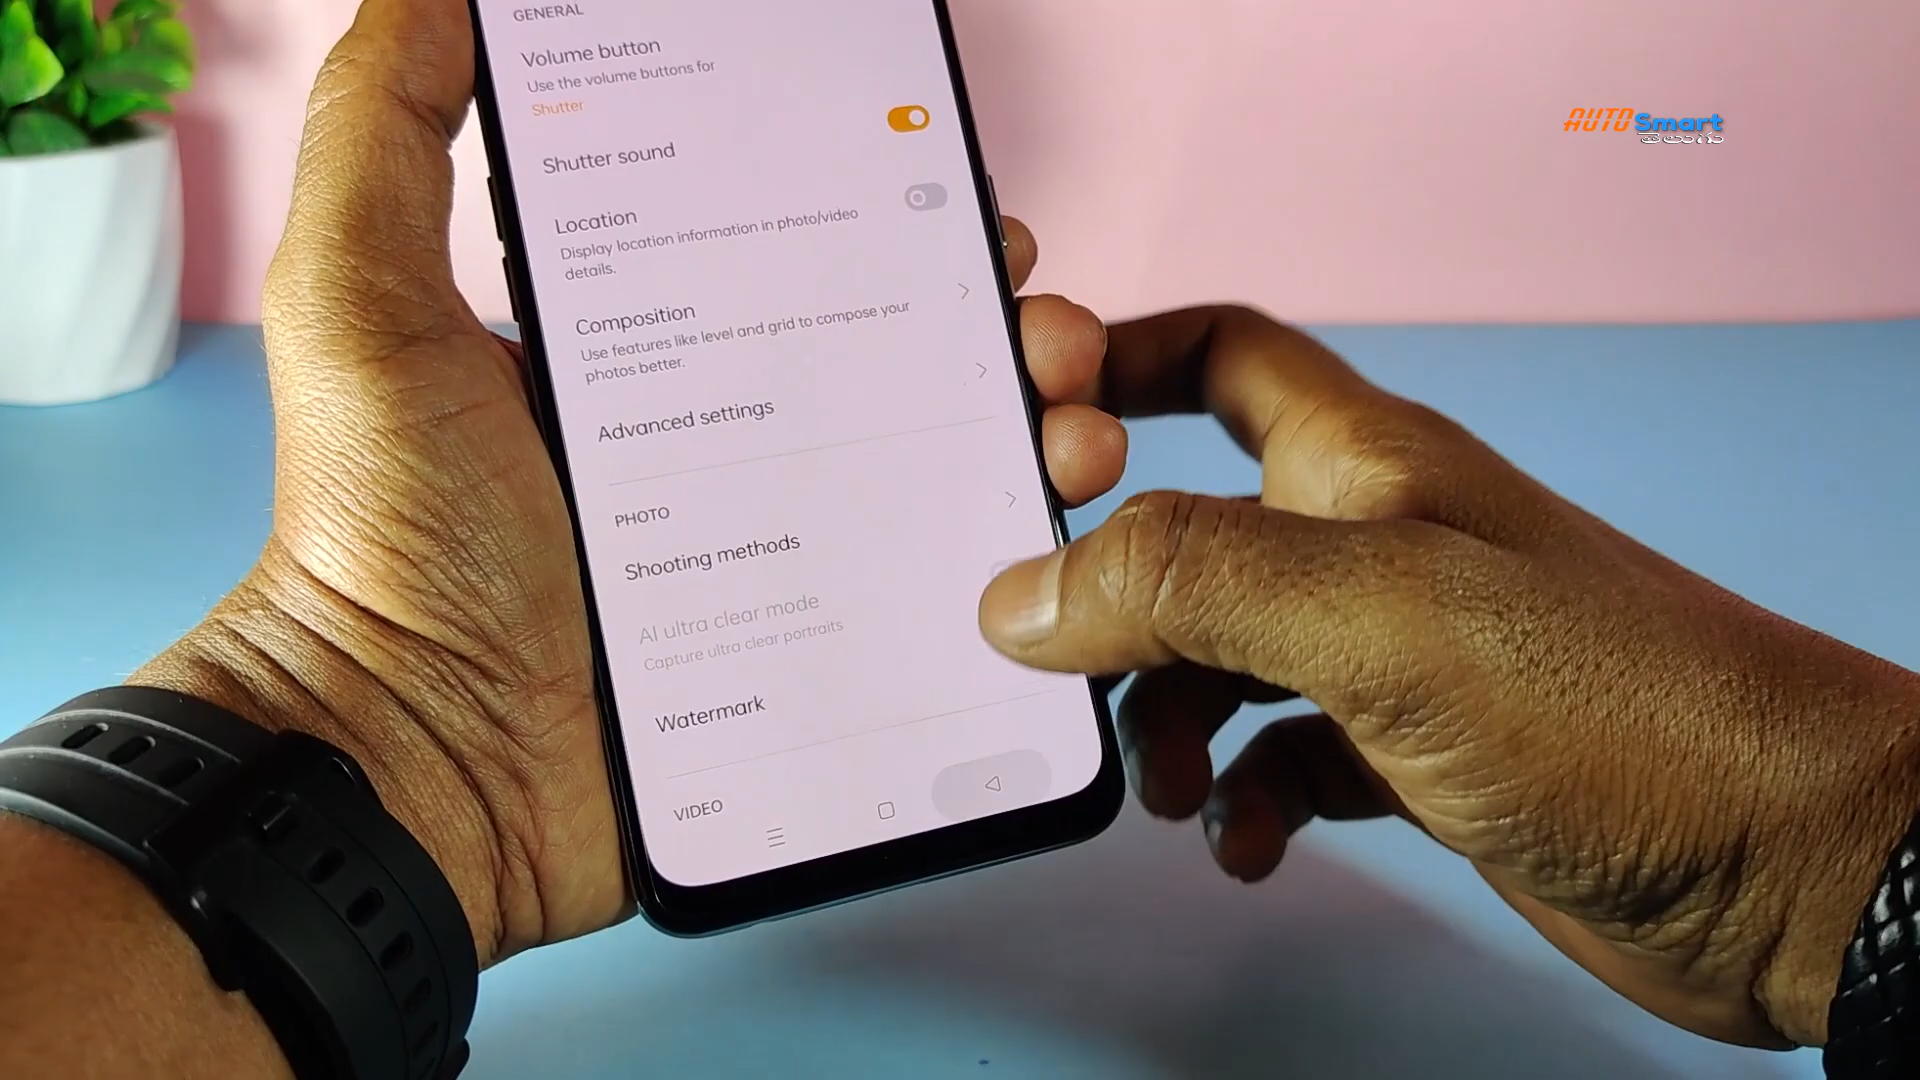 GENERAL
Volume button
Use the volume buttons for
Shutter
Shutter sound
Location
Display location information in photo/video
details.
Composition
Use features like level and grid to compose your
photos better.
Advanced settings
PHOTO
Shooting methods
AI ultra clear mode
Capture ultra clear portraits
Watermark
VIDEO
AUTO Smart
తెలుగు